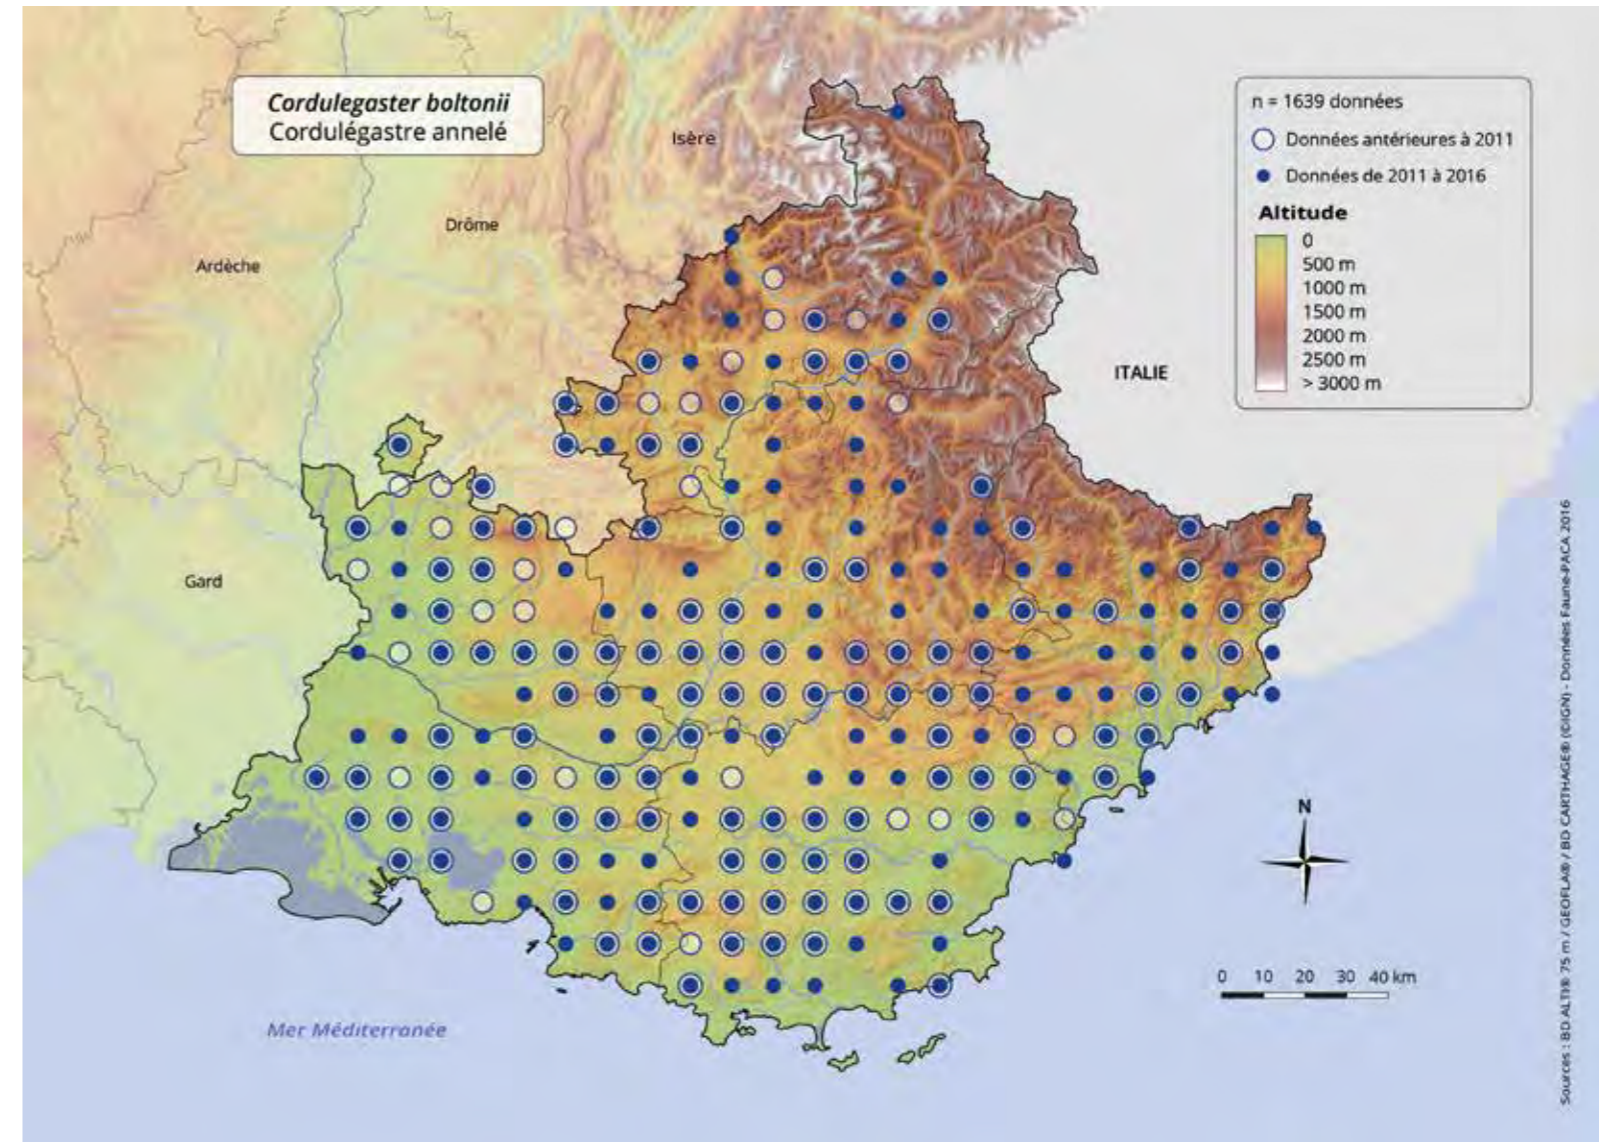 Cordulegaster boltonii
Cordulégastre annelé
n = 1639 données
Données antérieures à 2011
Données de 2011 à 2016
Altitude
0
500 m
1000 m
1500 m
2000 m
2500 m
> 3000 m
Isère
Drôme
Ardèche
ITALIE
Gard
N
0 10 20 30 40 km
Mer Méditerranée
Sources : BD ALTI® 75 m / GEOFLA® / BD CARTHAGE® (©IGN) - Données Faune-PACA 2016